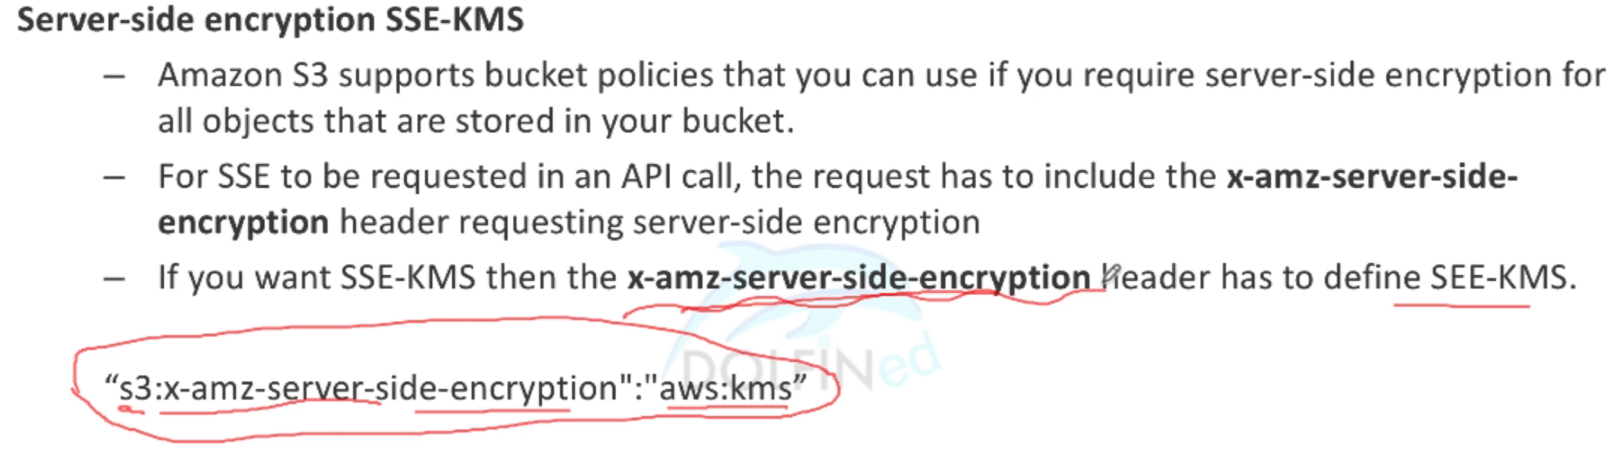 Server-side encryption SSE-KMS
– Amazon S3 supports bucket policies that you can use if you require server-side encryption for
all objects that are stored in your bucket.
– For SSE to be requested in an API call, the request has to include the x-amz-server-side-
encryption header requesting server-side encryption
– If you want SSE-KMS then the x-amz-server-side-encryption header has to define SEE-KMS.
DOLFINed
“s3:x-amz-server-side-encryption":"aws:kms”